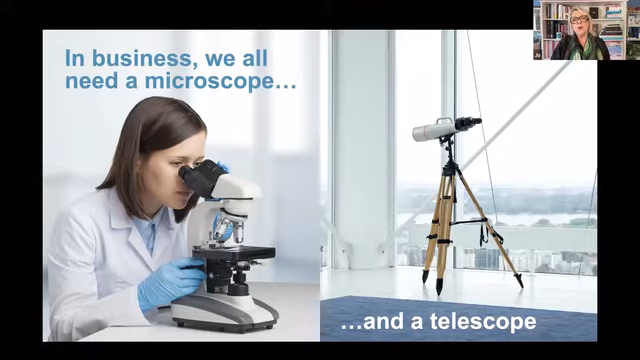 In business, we all
need a microscope…
…and a telescope